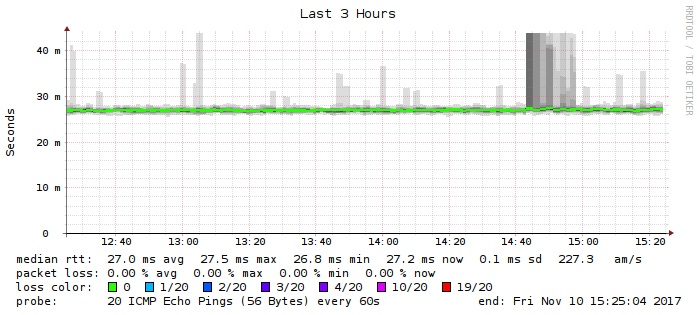 Last 3 Hours
RRDTOOL / TOBI OETIKER
Seconds
40 m
30 m
20 m
10 m
0
12:40 13:00 13:20 13:40 14:00 14:20 14:40 15:00 15:20
median rtt: 27.0 ms avg 27.5 ms max 26.8 ms min 27.2 ms now 0.1 ms sd 227.3 am/s
packet loss: 0.00 % avg 0.00 % max 0.00 % min 0.00 % now
loss color: 0 1/20 2/20 3/20 4/20 10/20 19/20
probe: 20 ICMP Echo Pings (56 Bytes) every 60s end: Fri Nov 10 15:25:04 2017